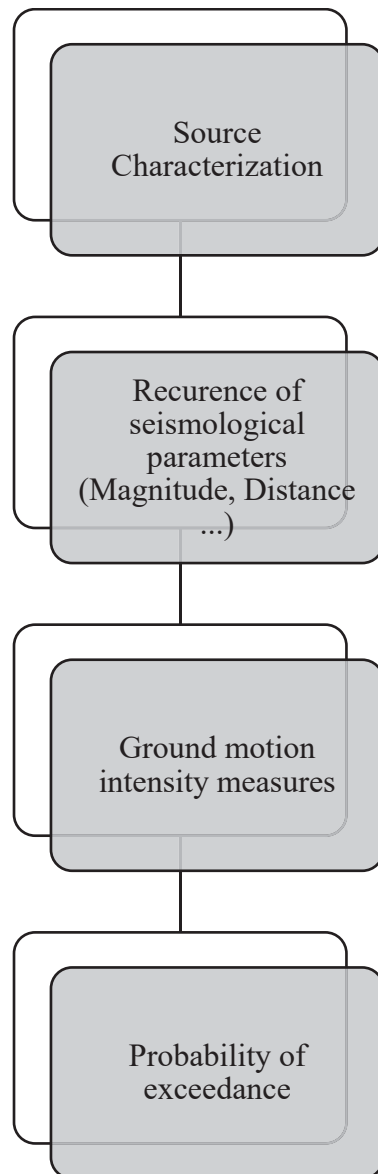 Source
Characterization
Recurence of
seismological
parameters
(Magnitude, Distance
...)
Ground motion
intensity measures
Probability of
exceedance